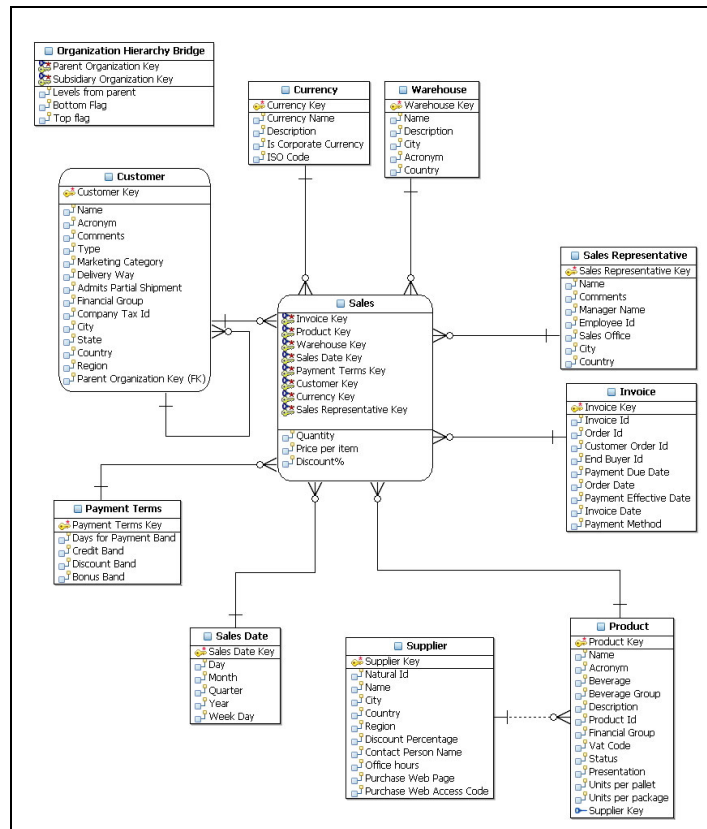 Organization Hierarchy Bridge
Parent Organization Key
Subsidiary Organization Key
Levels from parent
Bottom Flag
Top flag
Currency
Currency Key
Currency Name
Description
Is Corporate Currency
ISO Code
Warehouse
Warehouse Key
Name
Description
City
Acronym
Country
Customer
Customer Key
Name
Acronym
Comments
Type
Marketing Category
Delivery Way
Admits Partial Shipment
Financial Group
Company Tax Id
City
State
Country
Region
Parent Organization Key (FK)
Sales
Invoice Key
Product Key
Warehouse Key
Sales Date Key
Payment Terms Key
Customer Key
Currency Key
Sales Representative Key
Quantity
Price per item
Discount%
Sales Representative
Sales Representative Key
Name
Comments
Manager Name
Employee Id
Sales Office
City
Country
Invoice
Invoice Key
Invoice Id
Order Id
Customer Order Id
End Buyer Id
Payment Due Date
Order Date
Payment Effective Date
Invoice Date
Payment Method
Payment Terms
Payment Terms Key
Days for Payment Band
Credit Band
Discount Band
Bonus Band
Sales Date
Sales Date Key
Day
Month
Quarter
Year
Week Day
Supplier
Supplier Key
Natural Id
Name
City
Country
Region
Discount Percentage
Contact Person Name
Office hours
Purchase Web Page
Purchase Web Access Code
Product
Product Key
Name
Acronym
Beverage
Beverage Group
Description
Product Id
Financial Group
Vat Code
Status
Presentation
Units per pallet
Units per package
Supplier Key